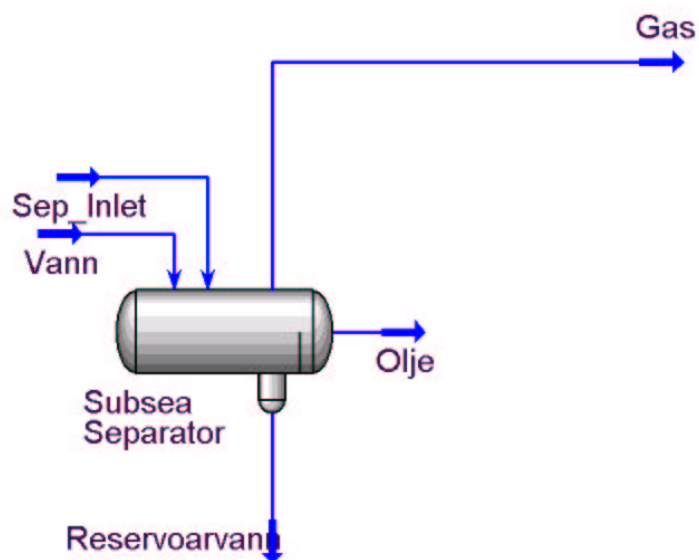 Gas
Sep_Inlet
Vann
Olje
Subsea
Separator
Reservoarvann